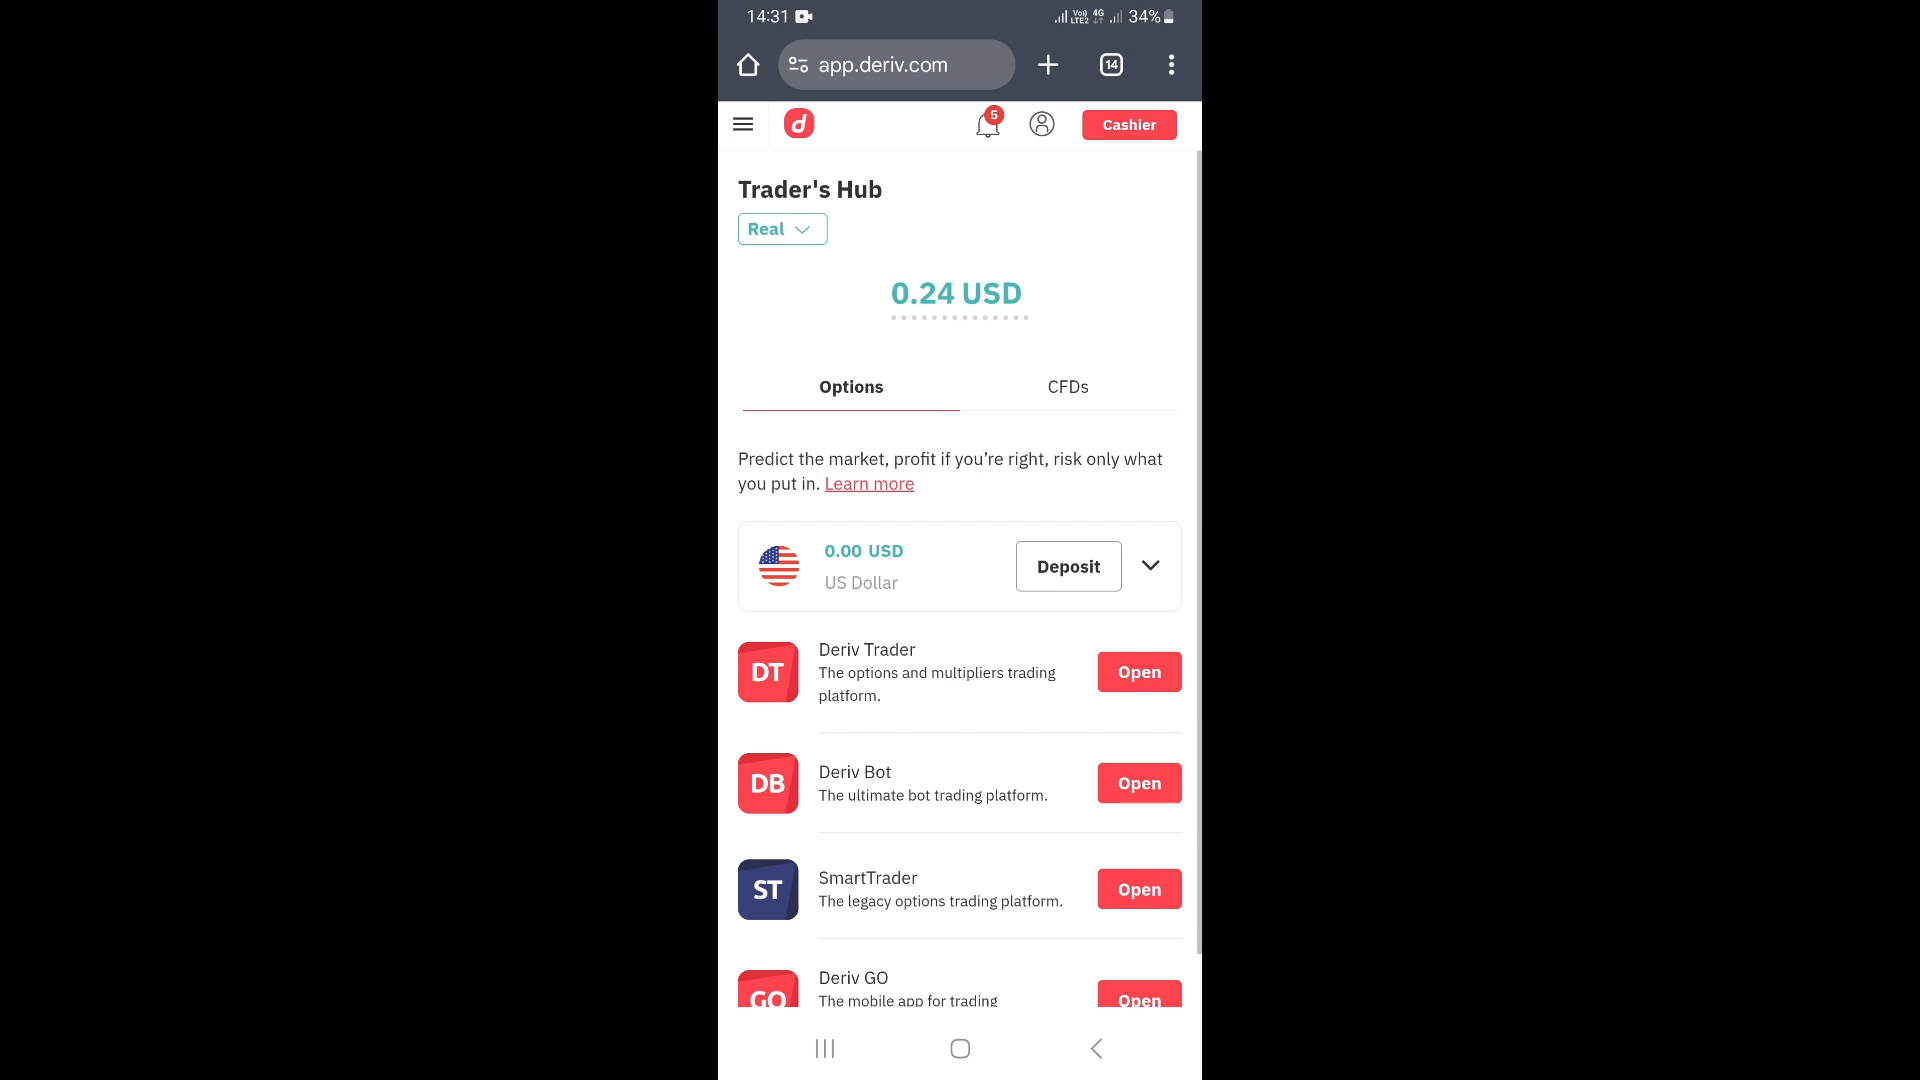 14:31 Vo) LTE2 4G 34%
app.deriv.com 14
d 5 Cashier
Trader's Hub
Real
0.24 USD
Options CFDs
Predict the market, profit if you’re right, risk only what
you put in. Learn more
0.00 USD
US Dollar
Deposit
DT
Deriv Trader
The options and multipliers trading
platform.
Open
DB
Deriv Bot
The ultimate bot trading platform.
Open
ST
SmartTrader
The legacy options trading platform.
Open
GO
Deriv GO
The mobile app for trading
Open